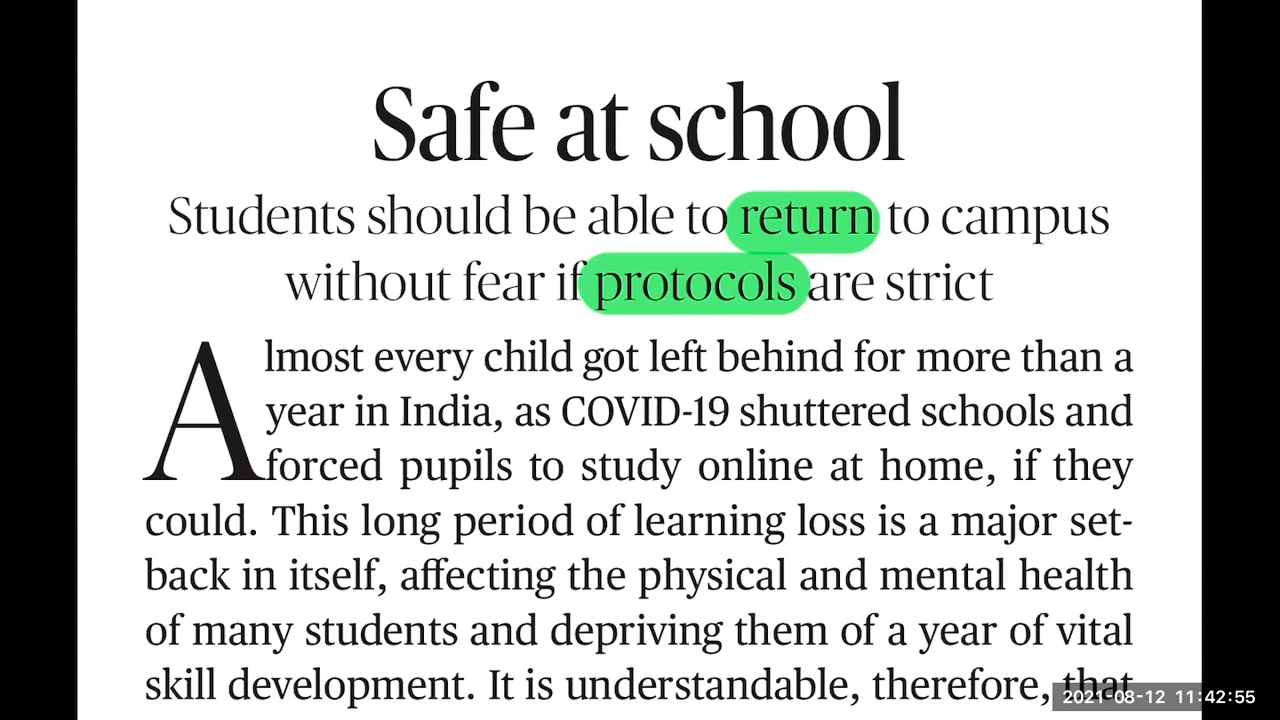 Safe at school
Students should be able to return to campus
without fear if protocols are strict
Almost every child got left behind for more than a
year in India, as COVID-19 shuttered schools and
forced pupils to study online at home, if they
could. This long period of learning loss is a major set-
back in itself, affecting the physical and mental health
of many students and depriving them of a year of vital
skill development. It is understandable, therefore, that
2021-08-12 11:42:55